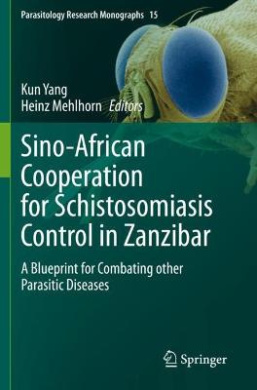 Parasitology Research Monographs 15
Kun Yang
Heinz Mehlhorn Editors
Sino-African
Cooperation
for Schistosomiasis
Control in Zanzibar
A Blueprint for Combating other
Parasitic Diseases
Springer